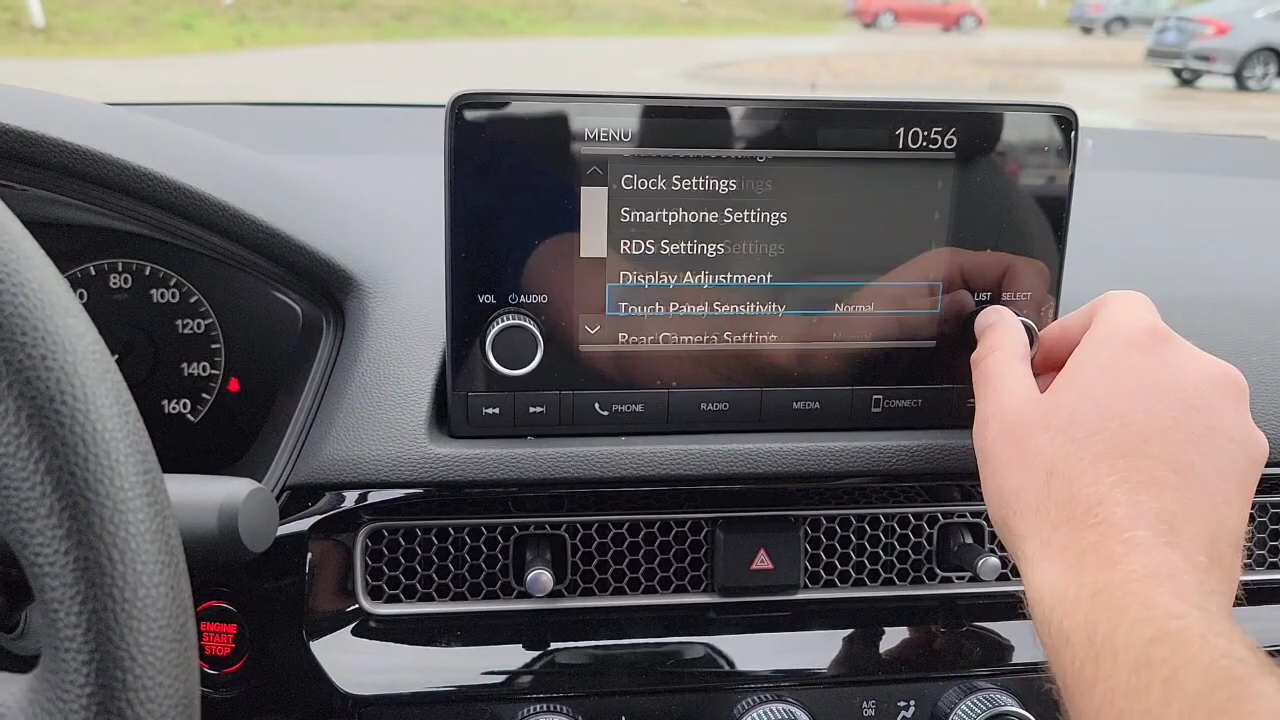 MENU
10:56
Clock Settings
Smartphone Settings
RDS Settings
Display Adjustment
Touch Panel Sensitivity Normal
Rear Camera Setting
VOL AUDIO
LIST SELECT
PHONE
RADIO
MEDIA
CONNECT
80
100
120
140
160
ENGINE
START
STOP
A/C
ON